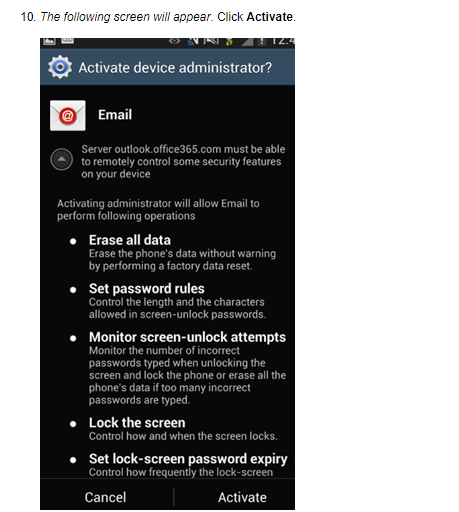 10. The following screen will appear. Click Activate.
Activate device administrator?
Email
Server outlook.office365.com must be able
to remotely control some security features
on your device
Activating administrator will allow Email to
perform following operations
• Erase all data
Erase the phone's data without warning
by performing a factory data reset.
• Set password rules
Control the length and the characters
allowed in screen-unlock passwords.
• Monitor screen-unlock attempts
Monitor the number of incorrect
passwords typed when unlocking the
screen and lock the phone or erase all the
phone's data if too many incorrect
passwords are typed.
• Lock the screen
Control how and when the screen locks.
• Set lock-screen password expiry
Control how frequently the lock-screen
Cancel Activate